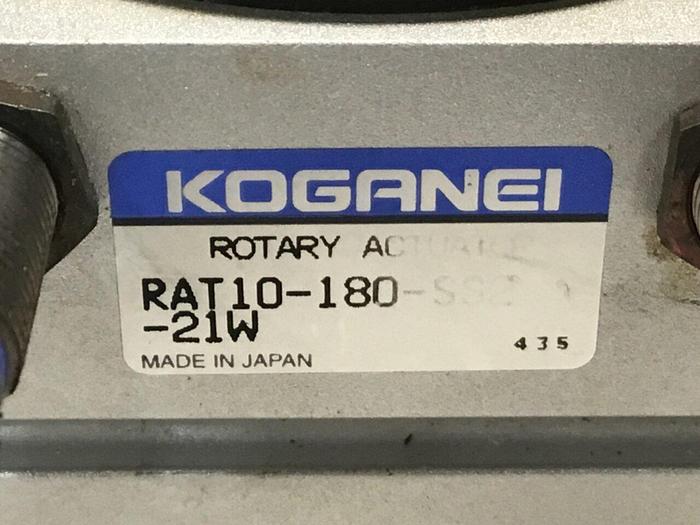 KOGANEI
ROTARY
RAT10-180-
-21W
MADE IN JAPAN
435